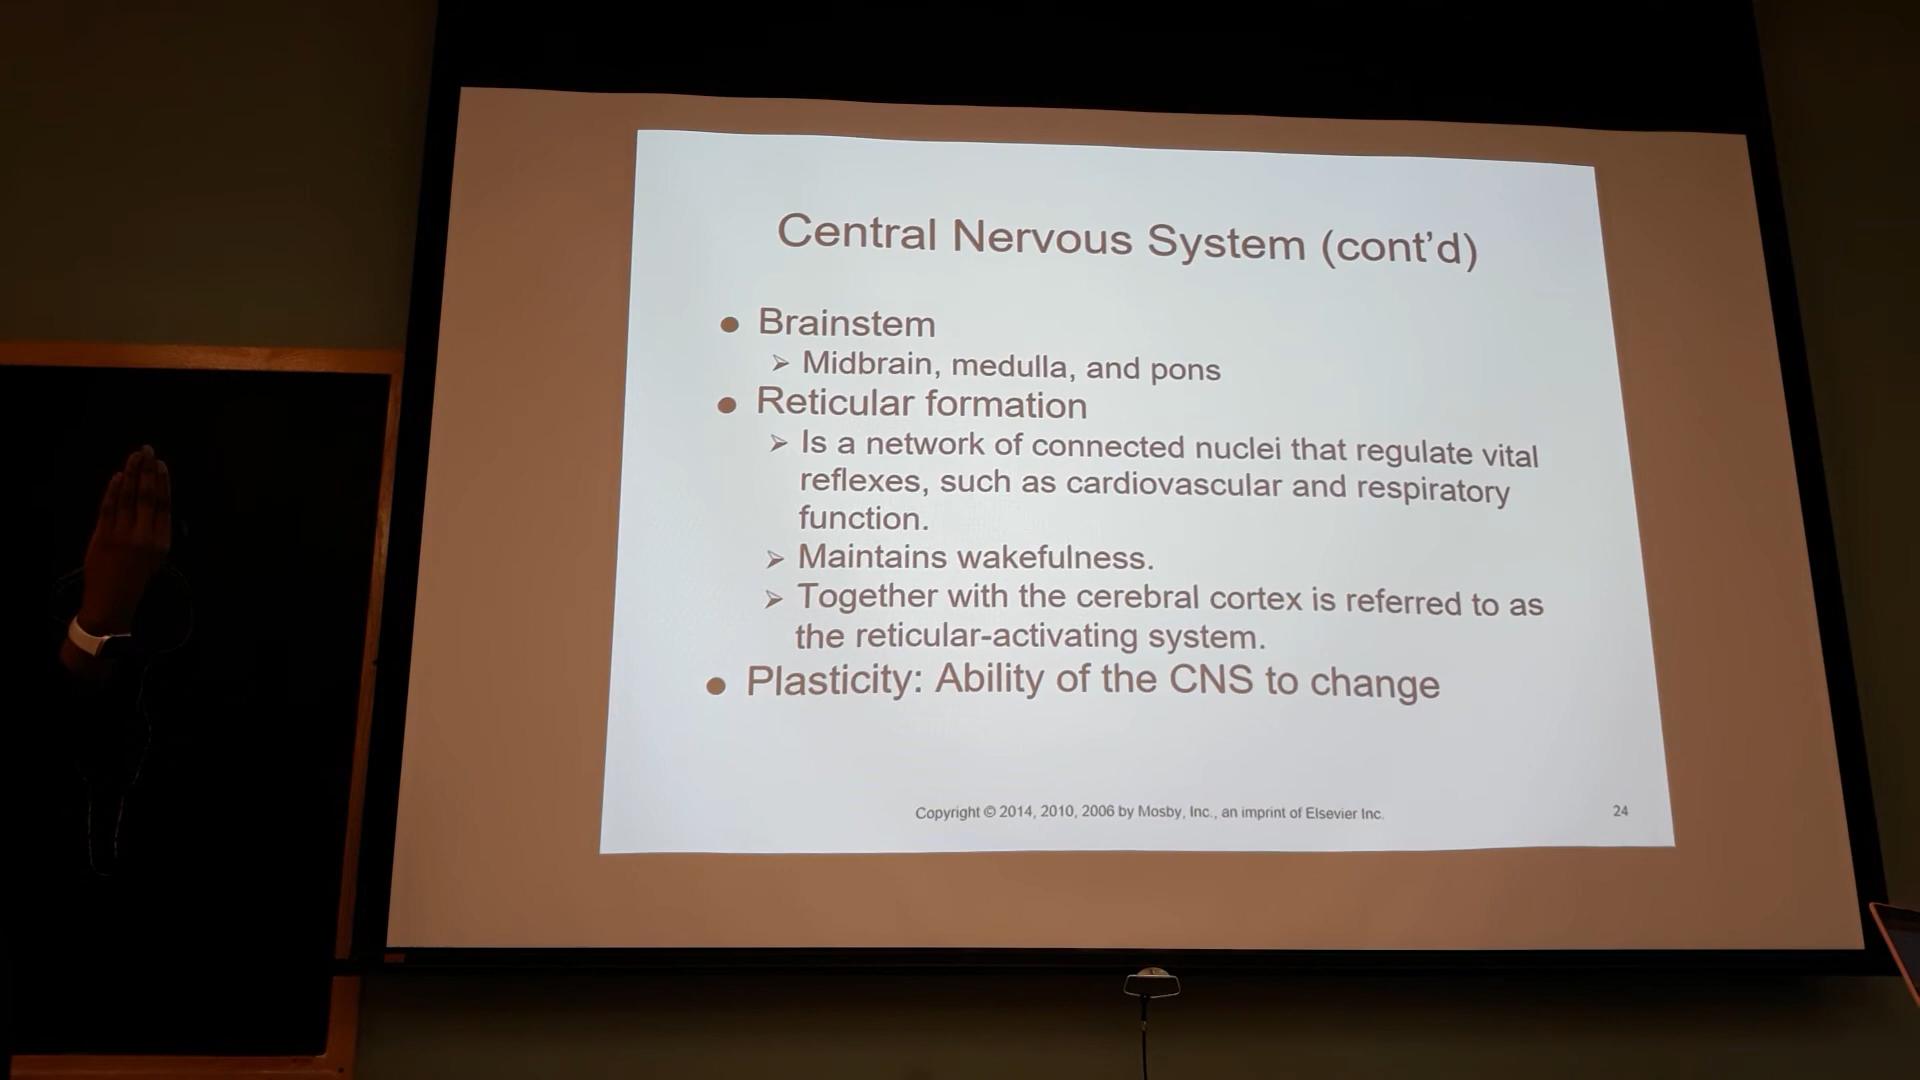 Central Nervous System (cont'd)
● Brainstem
➢ Midbrain, medulla, and pons
● Reticular formation
➢ Is a network of connected nuclei that regulate vital
reflexes, such as cardiovascular and respiratory
function.
➢ Maintains wakefulness.
➢ Together with the cerebral cortex is referred to as
the reticular-activating system.
● Plasticity: Ability of the CNS to change
Copyright © 2014, 2010, 2006 by Mosby, Inc., an imprint of Elsevier Inc.
24